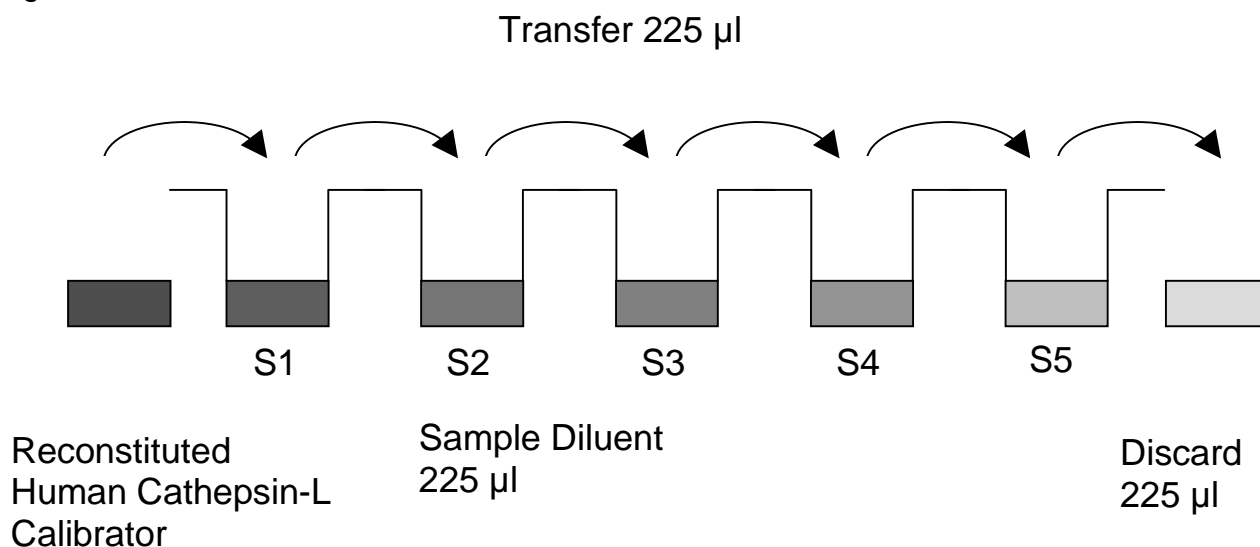 Transfer 225 µl
S1 S2 S3 S4 S5
Reconstituted
Human Cathepsin-L
Calibrator
Sample Diluent
225 µl
Discard
225 µl